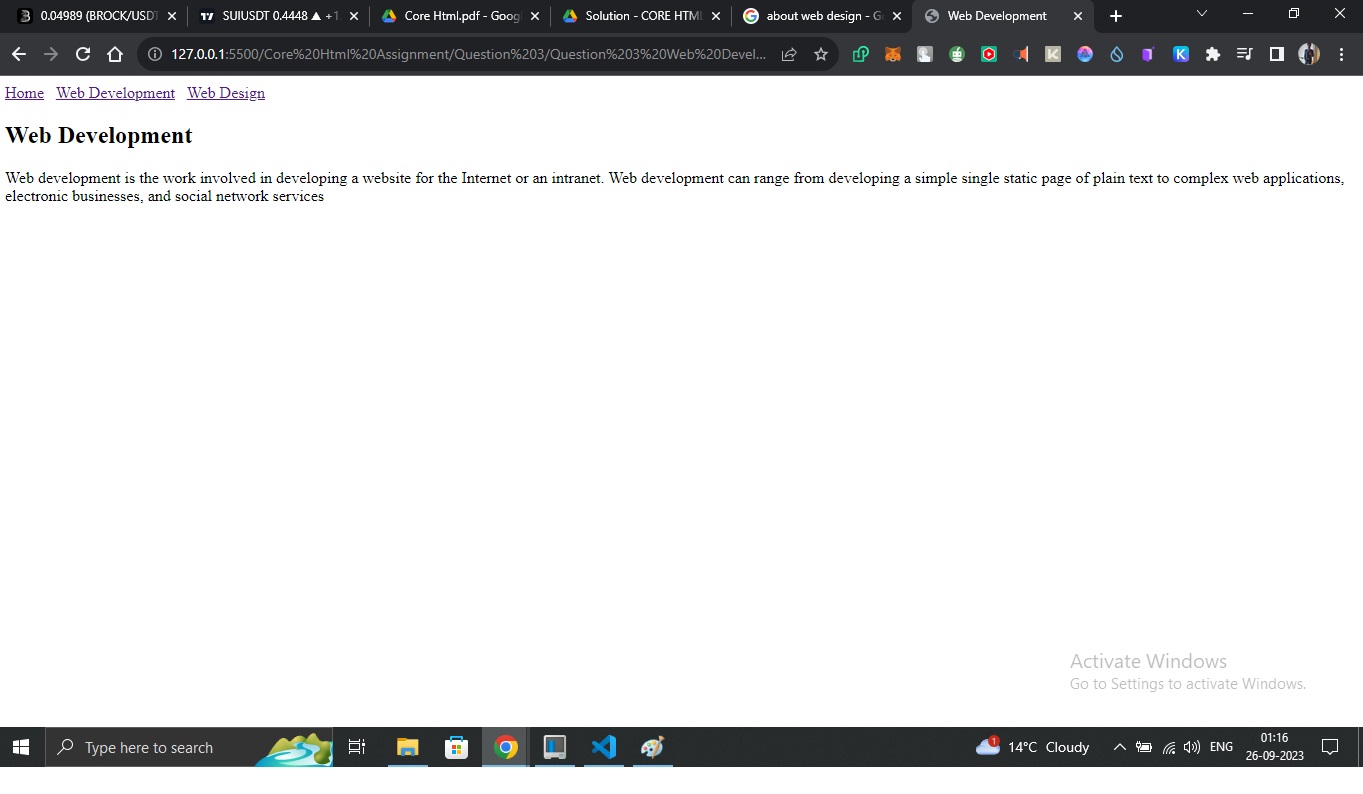 0.04989 (BROCK/USDT
SUIUSDT 0.4448 ▲ +1.
Core Html.pdf - Goog
Solution - CORE HTML
about web design - G
Web Development
127.0.0.1:5500/Core%20Html%20Assignment/Question%203/Question%203%20Web%20Devel...
Home Web Development Web Design
Web Development
Web development is the work involved in developing a website for the Internet or an intranet. Web development can range from developing a simple single static page of plain text to complex web applications,
electronic businesses, and social network services
Activate Windows
Go to Settings to activate Windows.
Type here to search
14°C Cloudy
ENG
01:16
26-09-2023